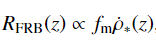 R_FRB(z) ∝ f_m ρ̇_*(z),